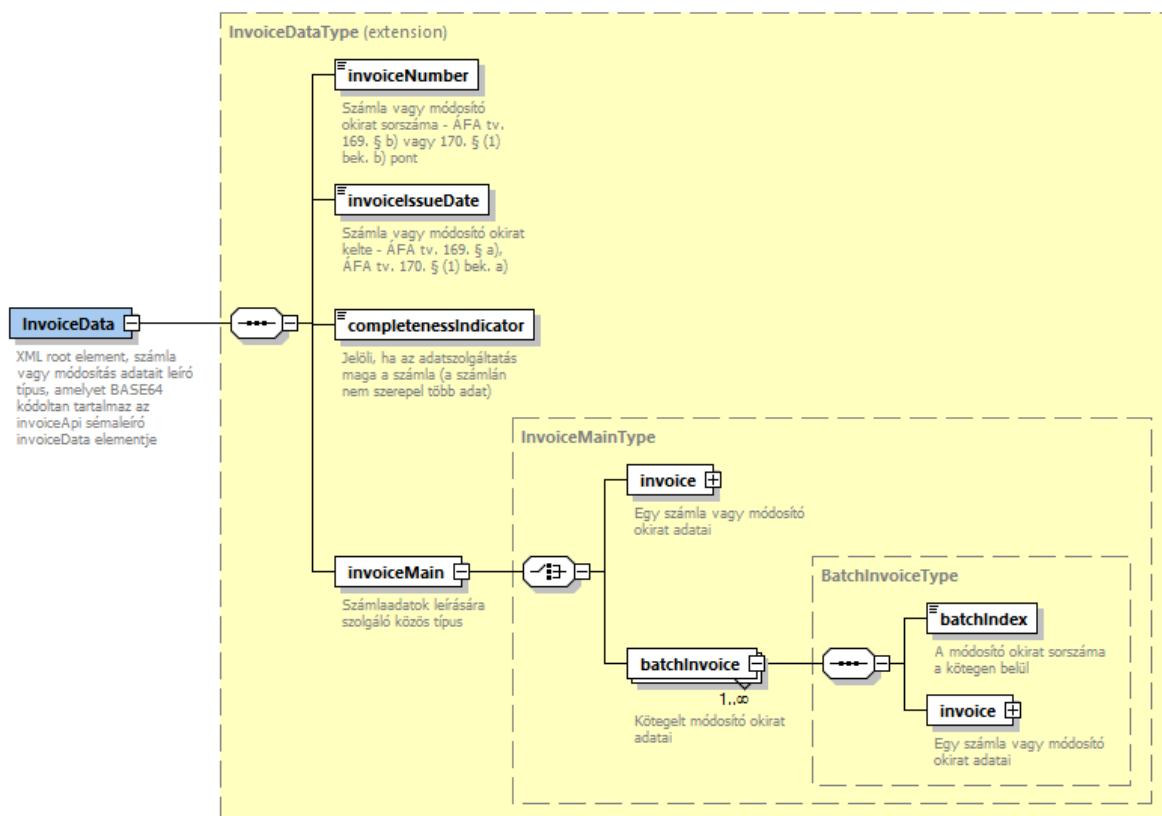 InvoiceDataType (extension)
invoiceNumber
Számla vagy módosító
okirat sorszáma - ÁFA tv.
169. § b) vagy 170. § (1)
bek. b) pont
invoiceIssueDate
Számla vagy módosító okirat
kelte - ÁFA tv. 169. § a),
ÁFA tv. 170. § (1) bek. a)
InvoiceData
XML root element, számla
vagy módosítás adatait leíró
típus, amelyet BASE64
kódoltan tartalmaz az
invoiceApi sémaleíró
invoiceData elementje
completenessIndicator
Jelöli, ha az adatszolgáltatás
maga a számla (a számlán
nem szerepel több adat)
InvoiceMainType
invoice
Egy számla vagy módosító
okirat adatai
invoiceMain
Számlaadatok leírására
szolgáló közös típus
batchInvoice
1..∞
Kötegelt módosító okirat
adatai
BatchInvoiceType
batchIndex
A módosító okirat sorszáma
a kötegen belül
invoice
Egy számla vagy módosító
okirat adatai